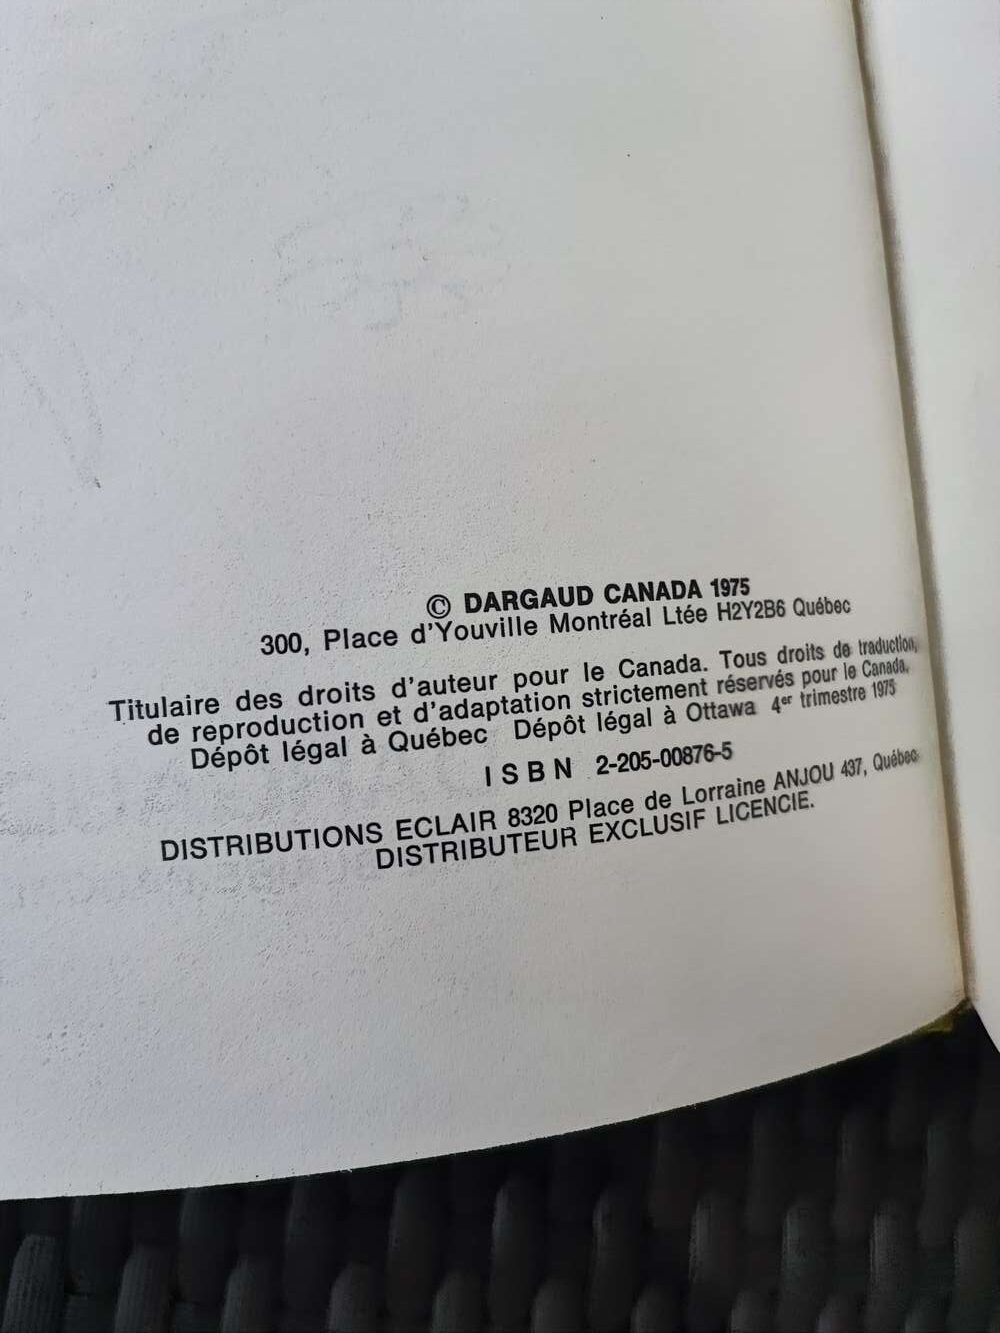 © DARGAUD CANADA 1975
300, Place d'Youville Montréal Ltée H2Y2B6 Québec
Titulaire des droits d'auteur pour le Canada. Tous droits de traduction,
de reproduction et d'adaptation strictement réservés pour le Canada.
Dépôt légal à Québec Dépôt légal à Ottawa 4er trimestre 1975
ISBN 2-205-00876-5
DISTRIBUTIONS ECLAIR 8320 Place de Lorraine ANJOU 437, Québec
DISTRIBUTEUR EXCLUSIF LICENCIE.